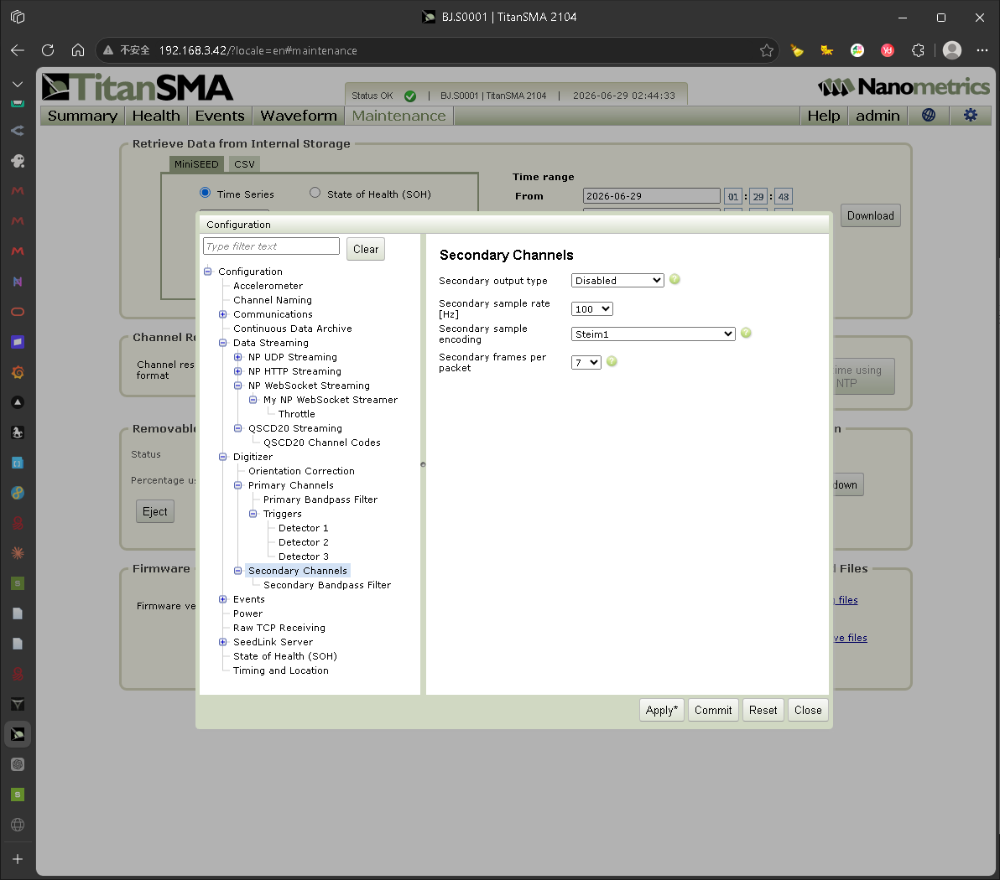 BJ.S0001 | TitanSMA 2104
不安全 192.168.3.42/?locale=en#maintenance
TitanSMA
Status OK | BJ.S0001 | TitanSMA 2104 | 2026-06-29 02:44:33
Nanometrics
Summary Health Events Waveform Maintenance Help admin
Retrieve Data from Internal Storage
MiniSEED CSV
Time Series State of Health (SOH)
Time range
From 2026-06-29 01 : 29 : 48
Download
Configuration
Type filter text Clear
Configuration
Accelerometer
Channel Naming
Communications
Continuous Data Archive
Data Streaming
NP UDP Streaming
NP HTTP Streaming
NP WebSocket Streaming
My NP WebSocket Streamer
Throttle
QSCD20 Streaming
QSCD20 Channel Codes
Digitizer
Orientation Correction
Primary Channels
Primary Bandpass Filter
Triggers
Detector 1
Detector 2
Detector 3
Secondary Channels
Secondary Bandpass Filter
Events
Power
Raw TCP Receiving
SeedLink Server
State of Health (SOH)
Timing and Location
Secondary Channels
Secondary output type Disabled
Secondary sample rate
[Hz] 100
Secondary sample
encoding Steim1
Secondary frames per
packet 7
Apply* Commit Reset Close
Channel Re
Channel res
format
ime using
NTP
Removable
Status
Percentage us
Eject
n
down
Firmware
Firmware ve
Files
files
ve files